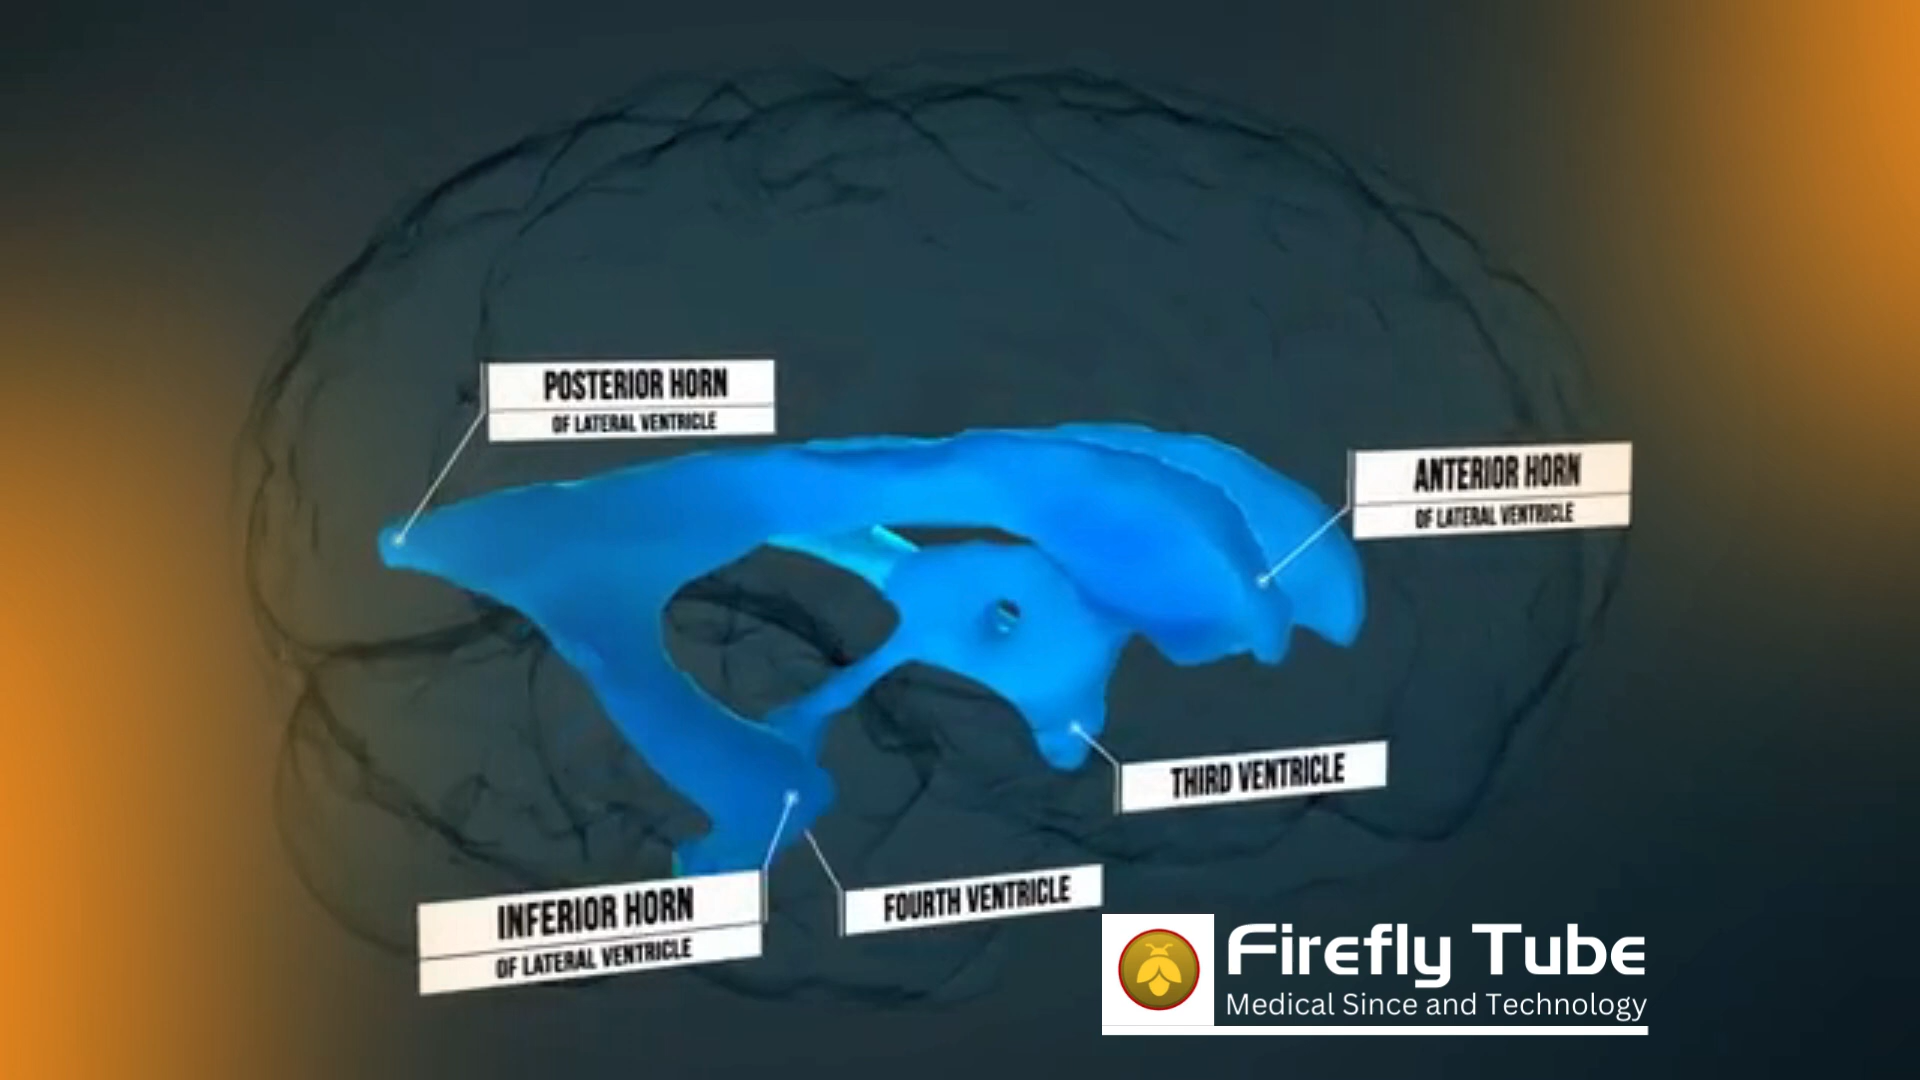 POSTERIOR HORN
OF LATERAL VENTRICLE
ANTERIOR HORN
OF LATERAL VENTRICLE
THIRD VENTRICLE
FOURTH VENTRICLE
INFERIOR HORN
OF LATERAL VENTRICLE
Firefly Tube
Medical Since and Technology